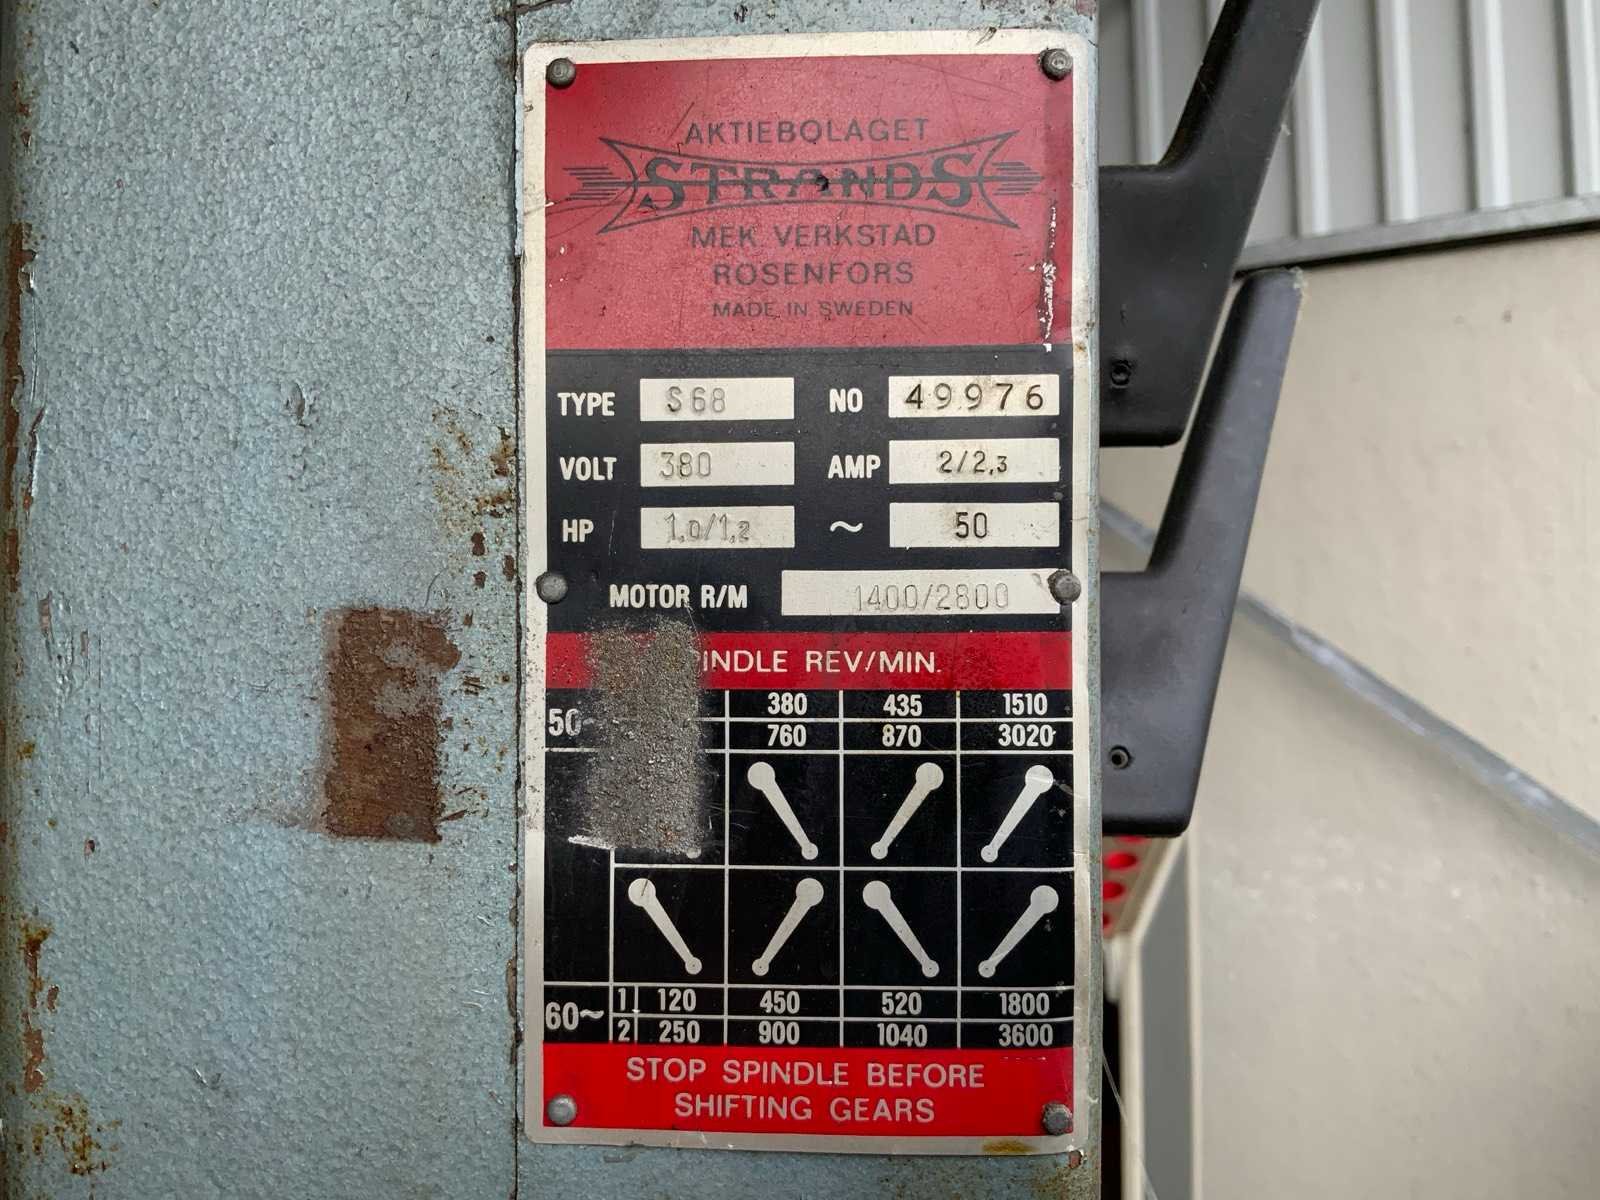 AKTIEBOLAGET
STRANDS
MEK. VERKSTAD
ROSENFORS
MADE IN SWEDEN
TYPE S68 NO 49976
VOLT 380 AMP 2/2,3
HP 1,0/1,2 ~ 50
MOTOR R/M 1400/2800
REV/MIN.
50~ 380 435 1510
760 870 3020
60~ 1 120 450 520 1800
2 250 900 1040 3600
STOP SPINDLE BEFORE
SHIFTING GEARS